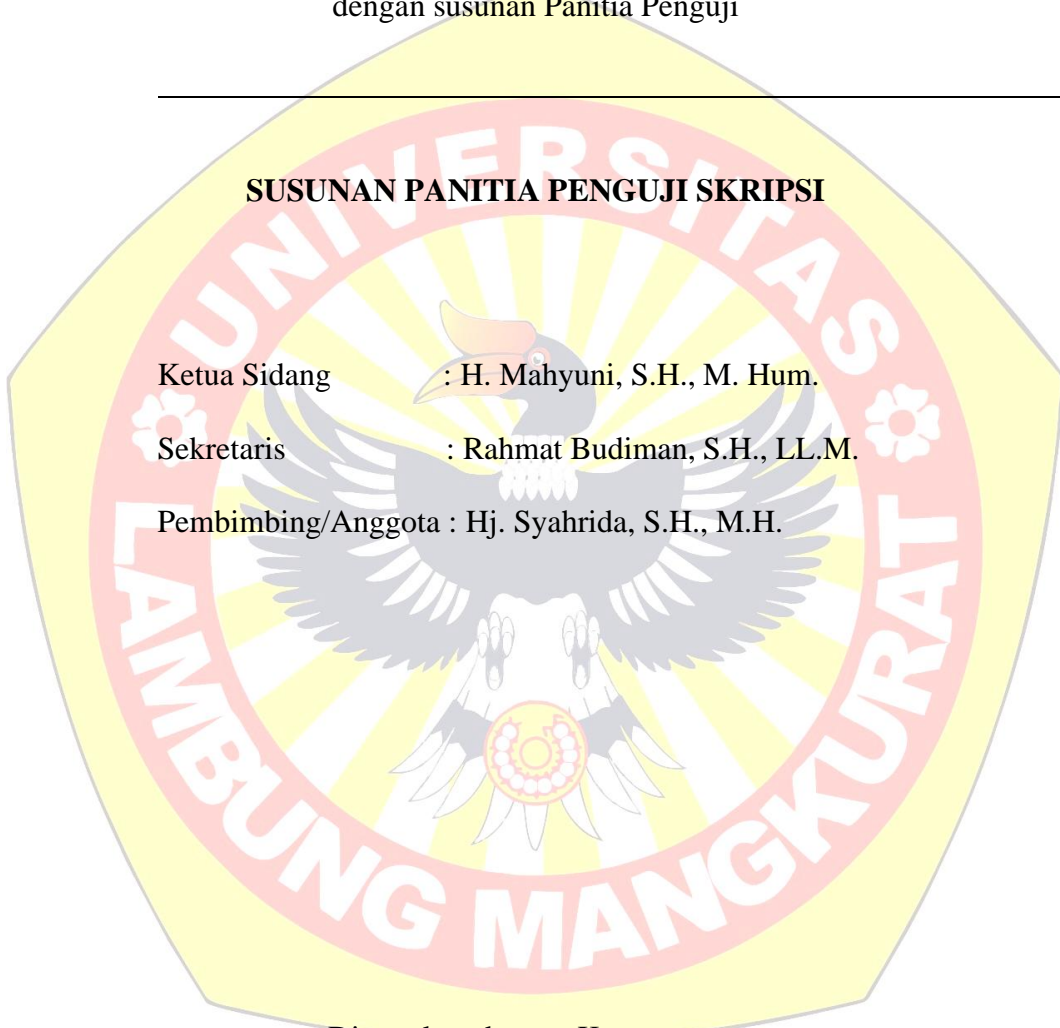 dengan susunan Panitia Penguji
SUSUNAN PANITIA PENGUJI SKRIPSI
Ketua Sidang : H. Mahyuni, S.H., M. Hum.
Sekretaris : Rahmat Budiman, S.H., LL.M.
Pembimbing/Anggota : Hj. Syahrida, S.H., M.H.
UNIVERSITAS
LAMBUNG MANGKURAT